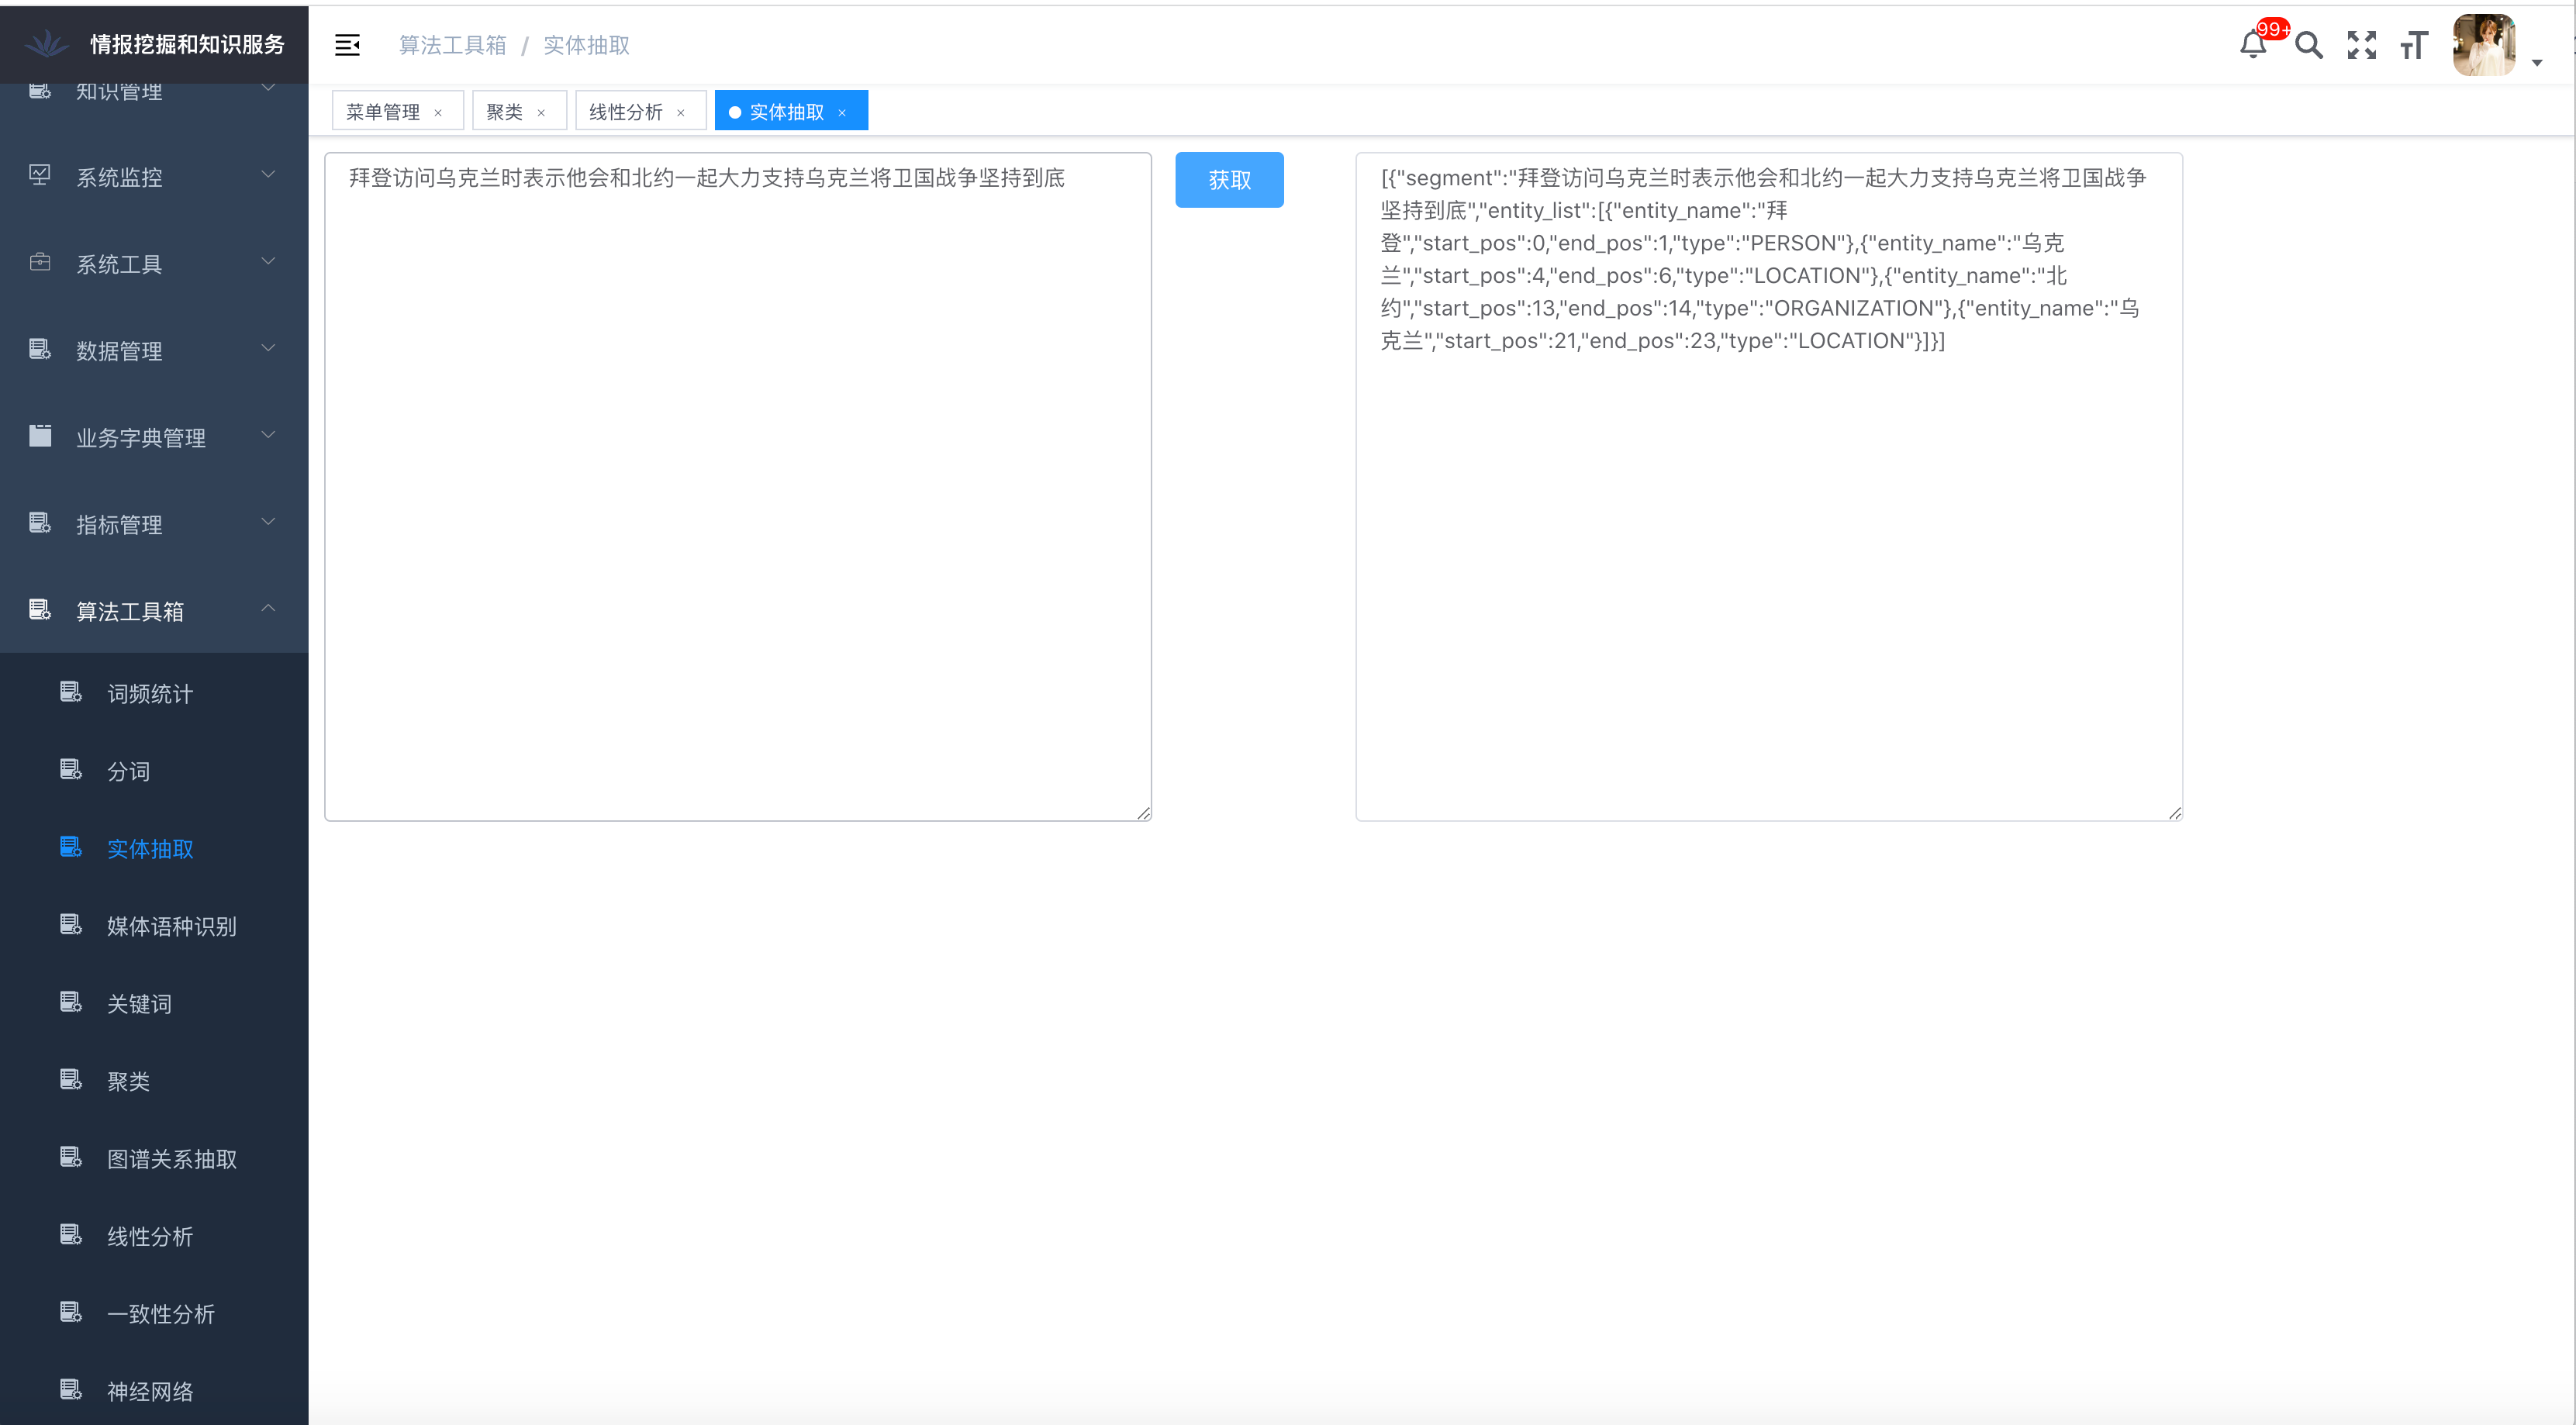 情报挖掘和知识服务
算法工具箱 / 实体抽取
99+
菜单管理 ×
聚类 ×
线性分析 ×
实体抽取 ×
知识管理
系统监控
系统工具
数据管理
业务字典管理
指标管理
算法工具箱
词频统计
分词
实体抽取
媒体语种识别
关键词
聚类
图谱关系抽取
线性分析
一致性分析
神经网络
拜登访问乌克兰时表示他会和北约一起大力支持乌克兰将卫国战争坚持到底
获取
[{"segment":"拜登访问乌克兰时表示他会和北约一起大力支持乌克兰将卫国战争
坚持到底","entity_list":[{"entity_name":"拜
登","start_pos":0,"end_pos":1,"type":"PERSON"},{"entity_name":"乌克
兰","start_pos":4,"end_pos":6,"type":"LOCATION"},{"entity_name":"北
约","start_pos":13,"end_pos":14,"type":"ORGANIZATION"},{"entity_name":"乌
克兰","start_pos":21,"end_pos":23,"type":"LOCATION"}]}]